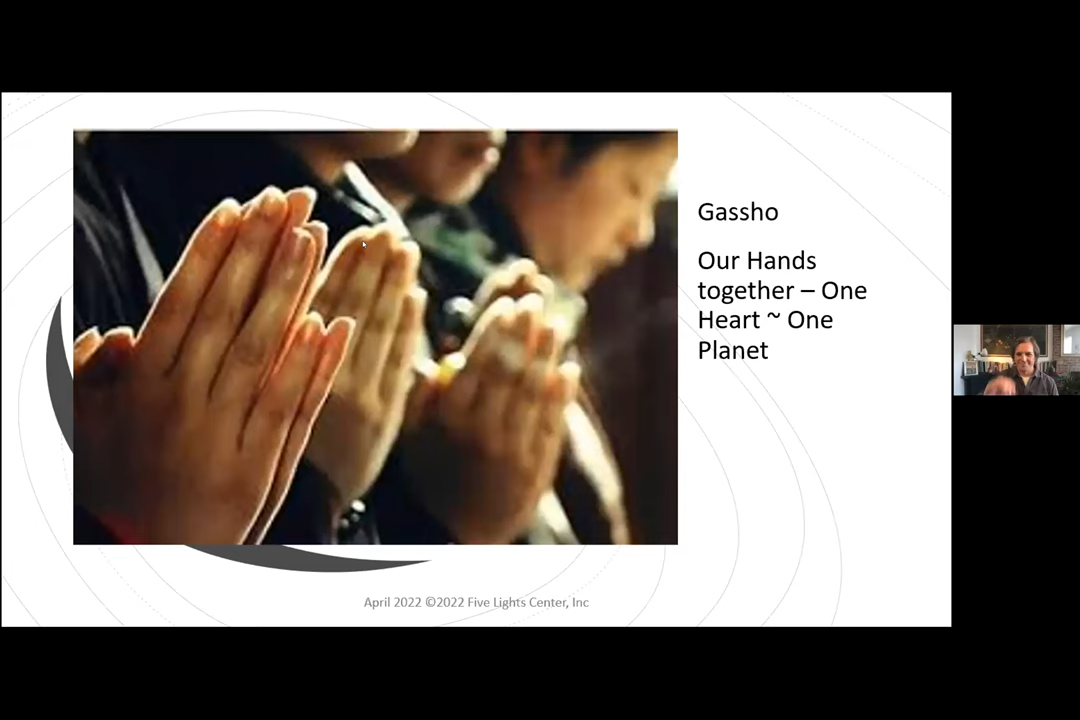 Gassho
Our Hands
together – One
Heart ~ One
Planet
April 2022 ©2022 Five Lights Center, Inc